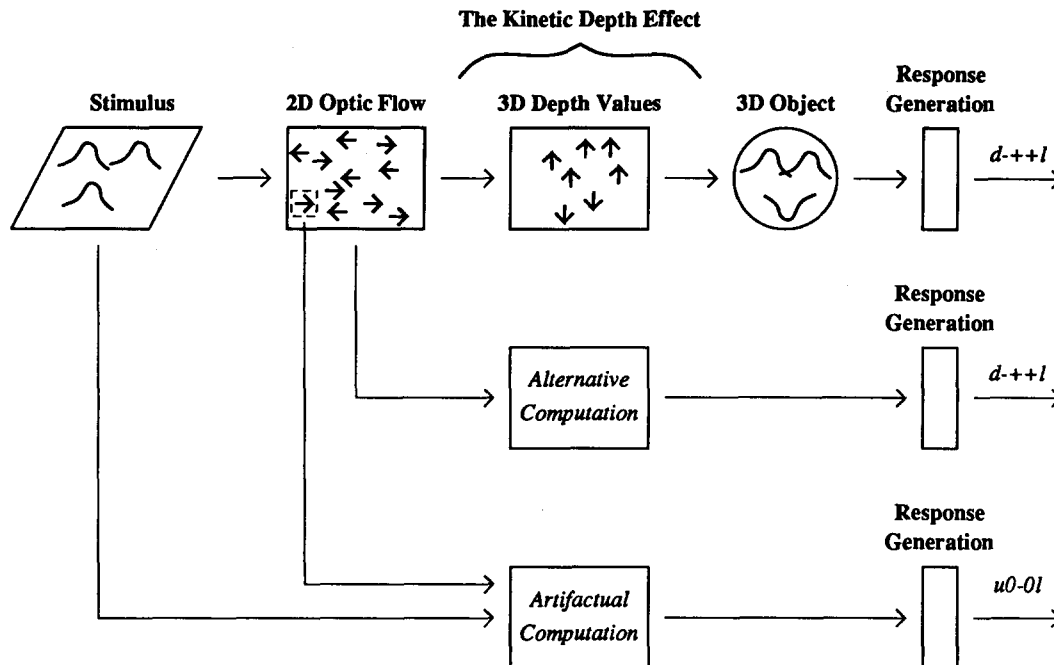 The Kinetic Depth Effect
Stimulus
2D Optic Flow
3D Depth Values
3D Object
Response
Generation
d-++l
Response
Generation
Alternative
Computation
d-++l
Response
Generation
Artifactual
Computation
u0-0l